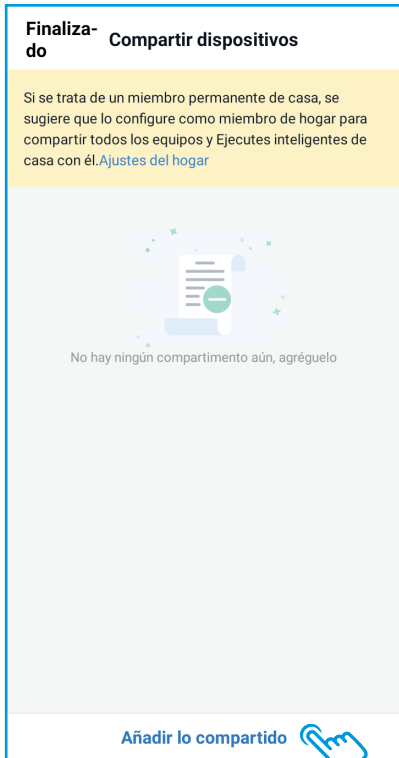 Finaliza-
do
Compartir dispositivos
Si se trata de un miembro permanente de casa, se
sugiere que lo configure como miembro de hogar para
compartir todos los equipos y Ejecutes inteligentes de
casa con él.Ajustes del hogar
No hay ningún compartimento aún, agréguelo
Añadir lo compartido